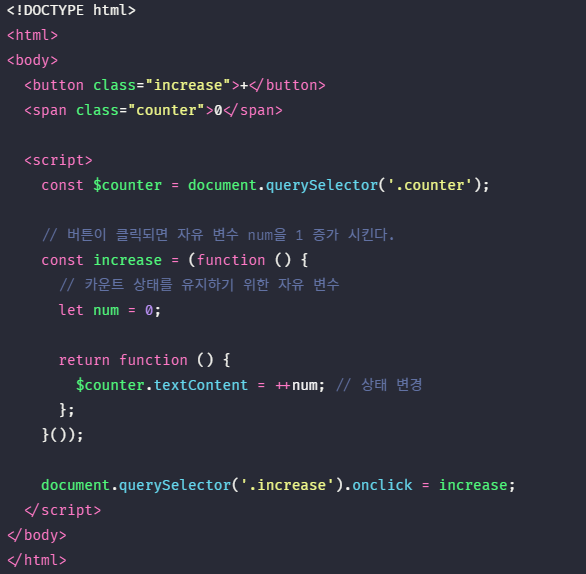 <!DOCTYPE html>
<html>
<body>
  <button class="increase">+</button>
  <span class="counter">0</span>

  <script>
    const $counter = document.querySelector('.counter');

    // 버튼이 클릭되면 자유 변수 num을 1 증가 시킨다.
    const increase = (function () {
      // 카운트 상태를 유지하기 위한 자유 변수
      let num = 0;

      return function () {
        $counter.textContent = ++num; // 상태 변경
      };
    }());

    document.querySelector('.increase').onclick = increase;
  </script>
</body>
</html>